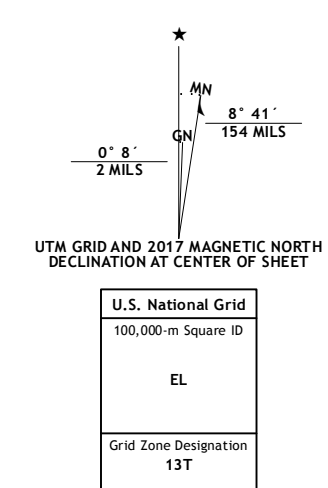 ★
MN
GN
8° 41´
154 MILS
0° 8´
2 MILS
UTM GRID AND 2017 MAGNETIC NORTH
DECLINATION AT CENTER OF SHEET
U.S. National Grid
100,000-m Square ID
EL
Grid Zone Designation
13T